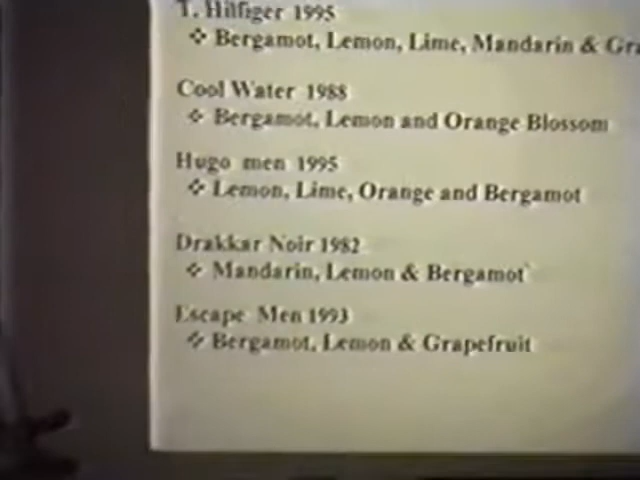 T. Hilfiger 1995
❖ Bergamot, Lemon, Lime, Mandarin & Gra
Cool Water 1988
❖ Bergamot, Lemon and Orange Blossom
Hugo men 1995
❖ Lemon, Lime, Orange and Bergamot
Drakkar Noir 1982
❖ Mandarin, Lemon & Bergamot
Escape Men 1993
❖ Bergamot, Lemon & Grapefruit